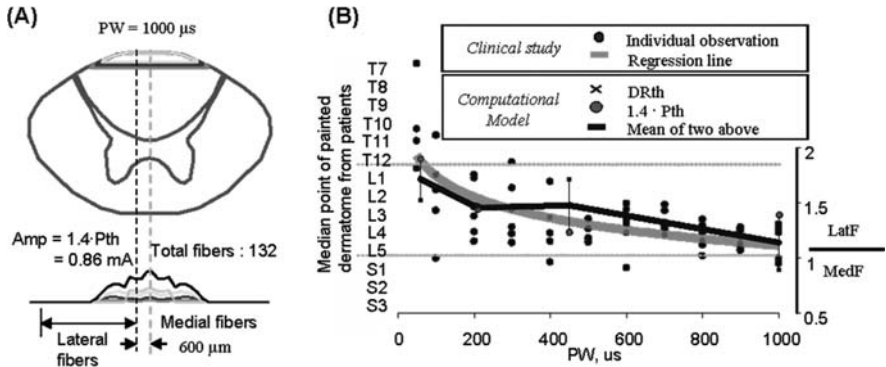 (A)
PW = 1000 µs
Amp = 1.4·Pth
= 0.86 mA
Total fibers : 132
Medial fibers
Lateral
fibers
600 µm
(B)
Clinical study
Individual observation
Regression line
Computational
Model
DRth
1.4 · Pth
Mean of two above
Median point of painted
dermatome from patients
T7
T8
T9
T10
T11
T12
L1
L2
L3
L4
L5
S1
S2
S3
2
1.5
1
0.5
LatF
MedF
0
200
400
600
800
1000
PW, us